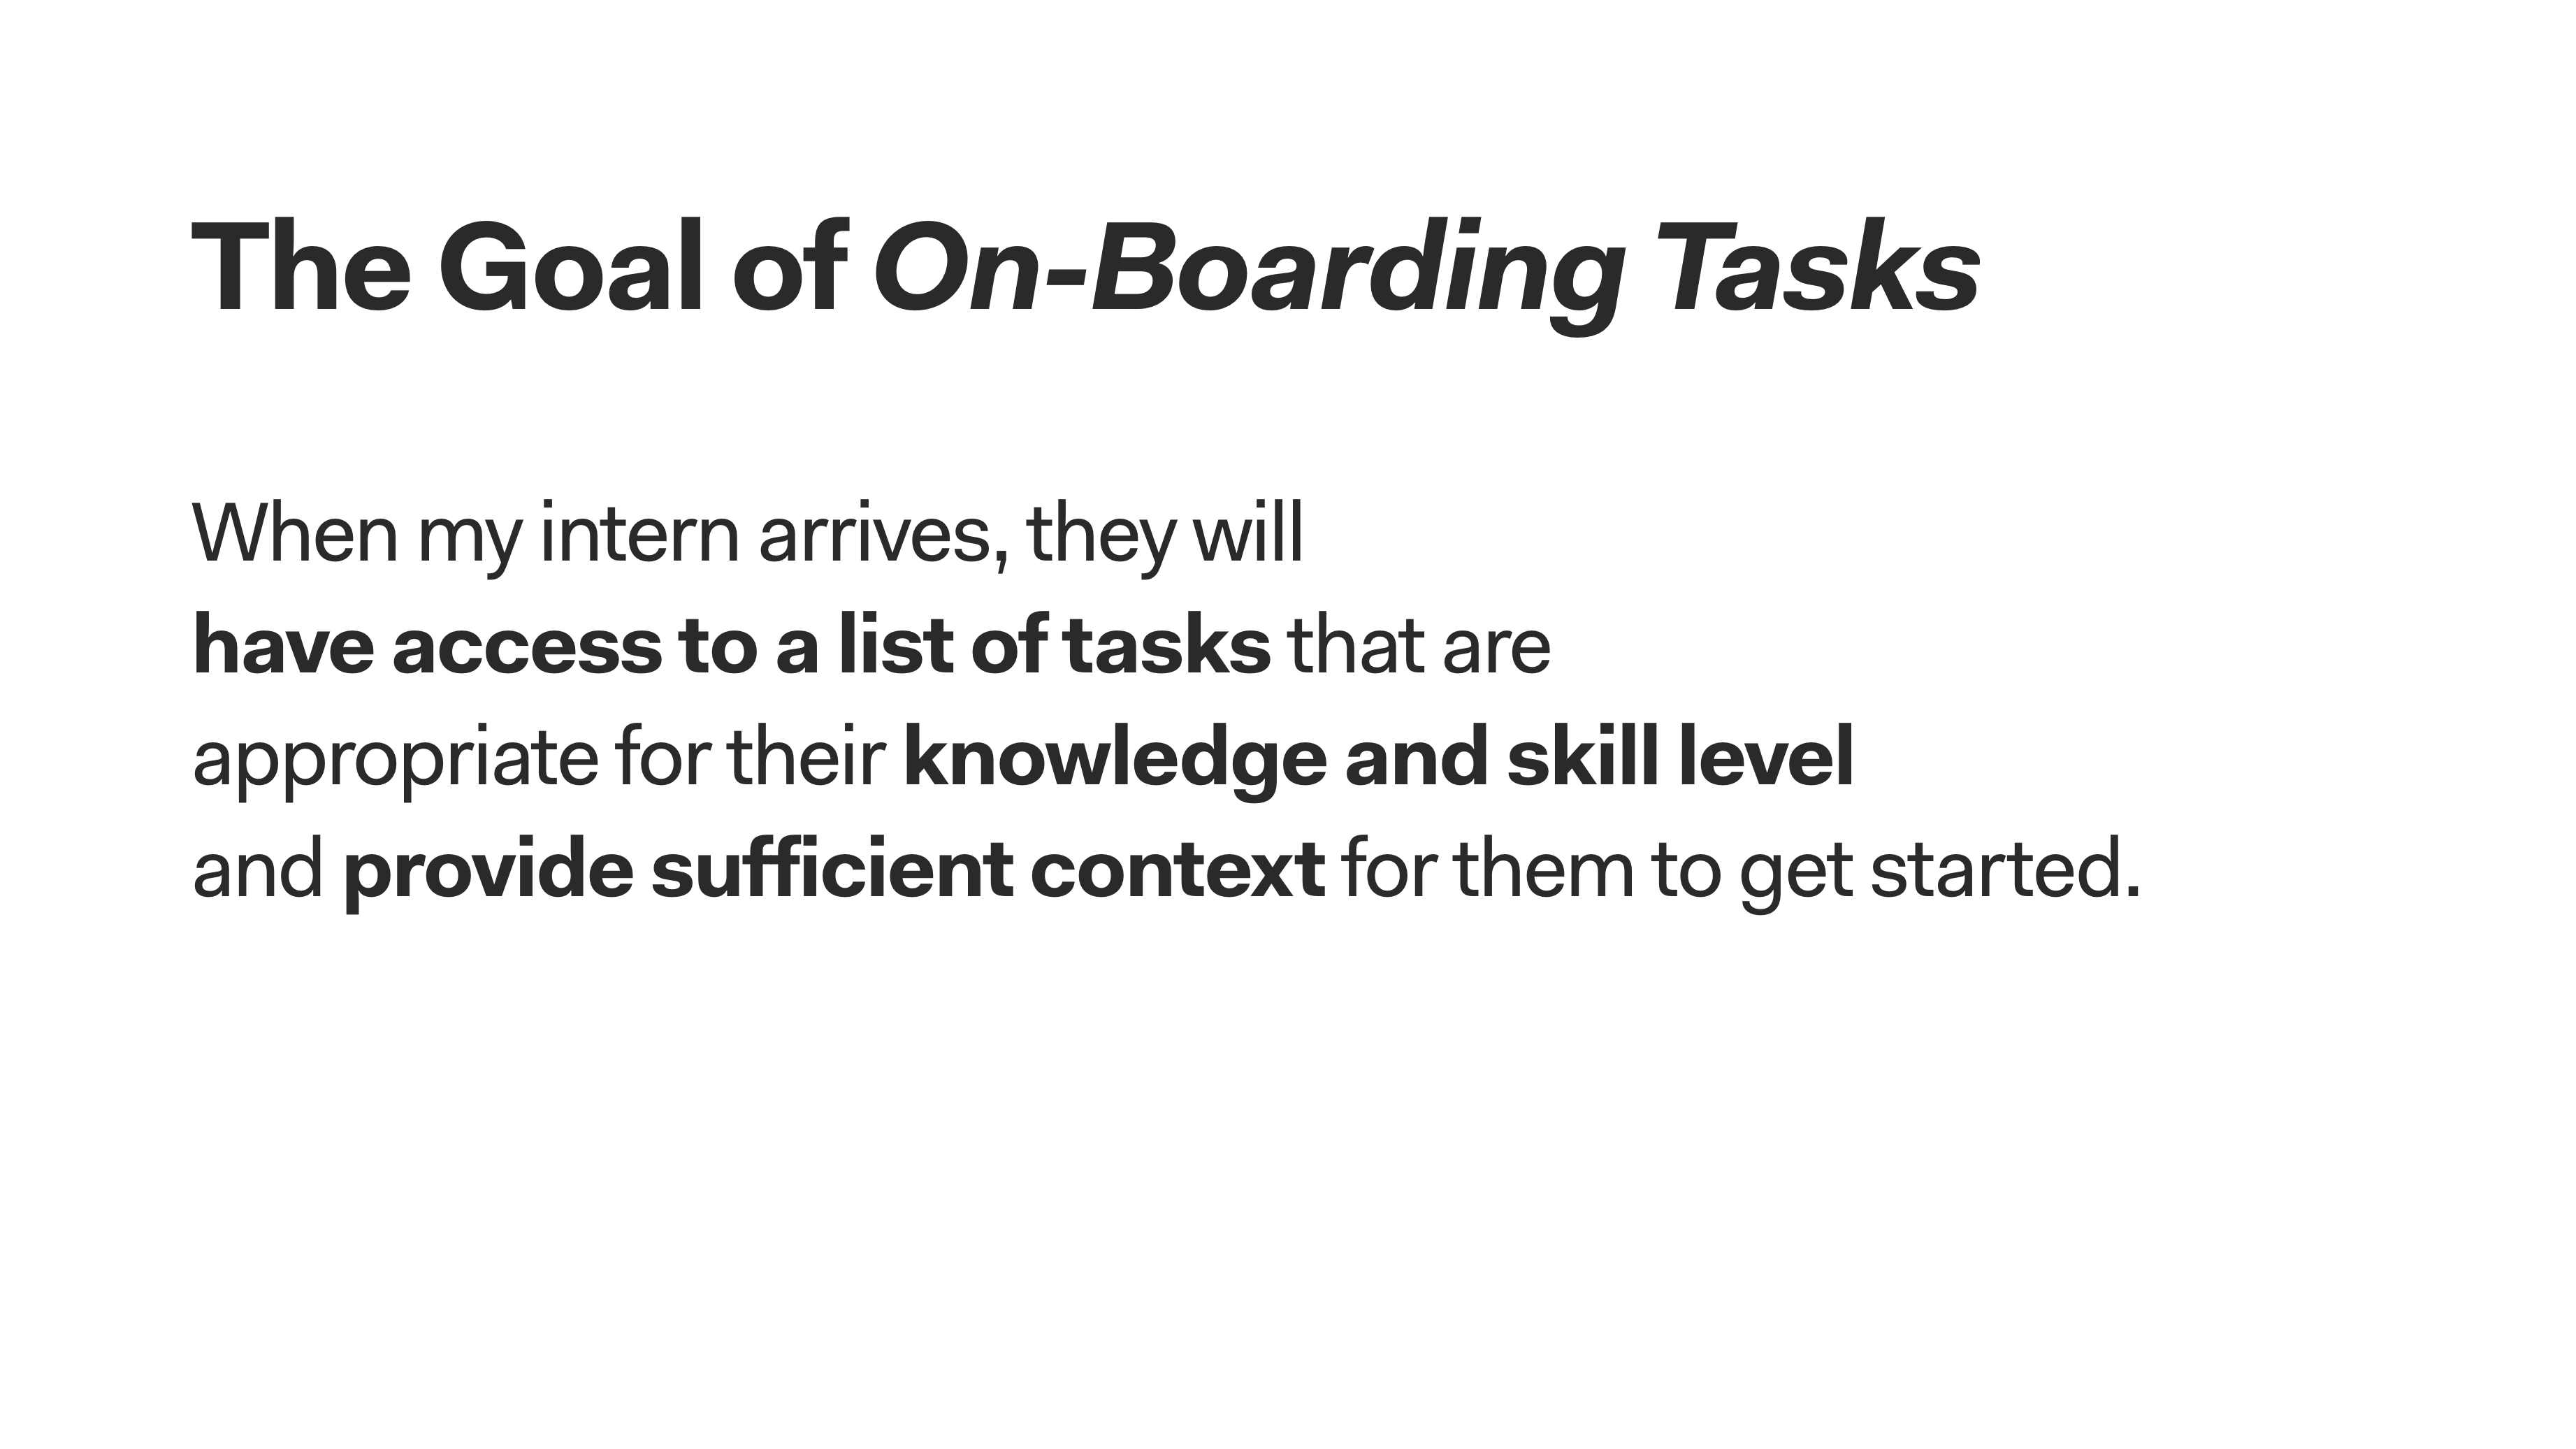 The Goal of On-Boarding Tasks
When my intern arrives, they will
have access to a list of tasks that are
appropriate for their knowledge and skill level
and provide sufficient context for them to get started.